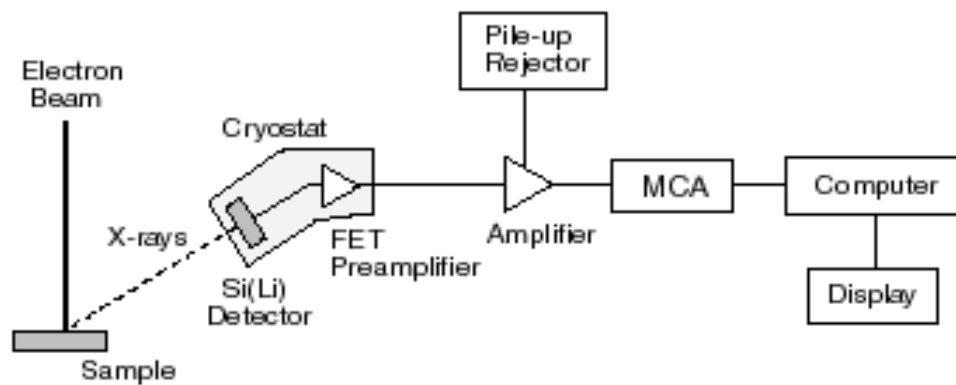 Electron
Beam
Pile-up
Rejector
Cryostat
X-rays
Si(Li)
Detector
FET
Preamplifier
Amplifier
MCA
Computer
Display
Sample